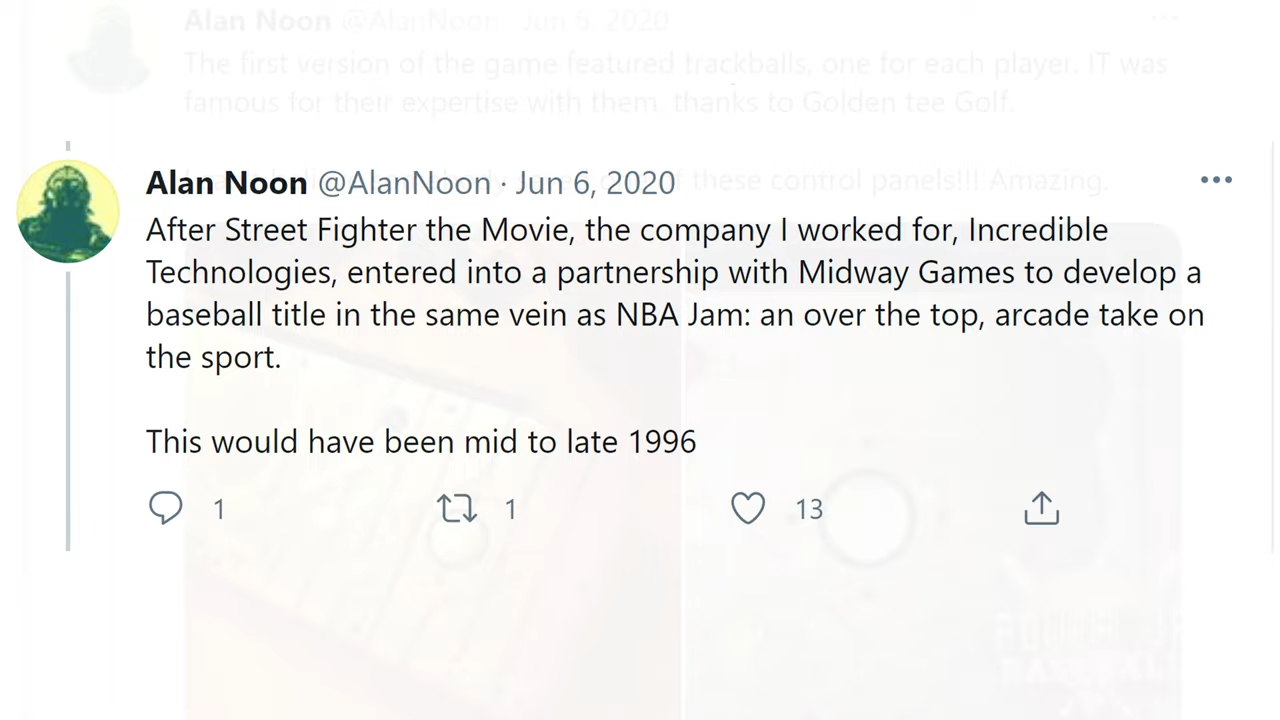 Alan Noon @AlanNoon · Jun 6, 2020
The first version of the game featured trackballs, one for each player. IT was
famous for their expertise with them, thanks to Golden tee Golf.
Alan Noon @AlanNoon · Jun 6, 2020
of these control panels!!! Amazing.
After Street Fighter the Movie, the company I worked for, Incredible
Technologies, entered into a partnership with Midway Games to develop a
baseball title in the same vein as NBA Jam: an over the top, arcade take on
the sport.
This would have been mid to late 1996
1 1 13